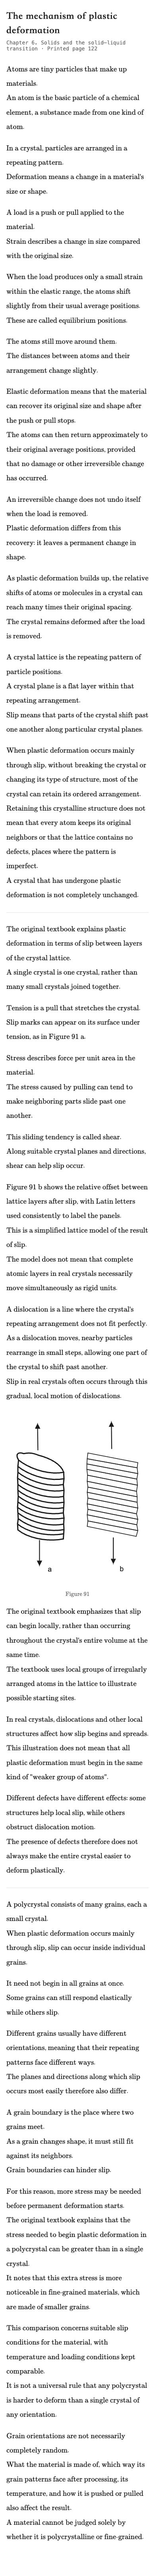 The mechanism of plastic
deformation
Chapter 6, Solids and the solid–liquid
transition · Printed page 122
Atoms are tiny particles that make up
materials.
An atom is the basic particle of a chemical
element, a substance made from one kind of
atom.
In a crystal, particles are arranged in a
repeating pattern.
Deformation means a change in a material's
size or shape.
A load is a push or pull applied to the
material.
Strain describes a change in size compared
with the original size.
When the load produces only a small strain
within the elastic range, the atoms shift
slightly from their usual average positions.
These are called equilibrium positions.
The atoms still move around them.
The distances between atoms and their
arrangement change slightly.
Elastic deformation means that the material
can recover its original size and shape after
the push or pull stops.
The atoms can then return approximately to
their original average positions, provided
that no damage or other irreversible change
has occurred.
An irreversible change does not undo itself
when the load is removed.
Plastic deformation differs from this
recovery: it leaves a permanent change in
shape.
As plastic deformation builds up, the relative
shifts of atoms or molecules in a crystal can
reach many times their original spacing.
The crystal remains deformed after the load
is removed.
A crystal lattice is the repeating pattern of
particle positions.
A crystal plane is a flat layer within that
repeating arrangement.
Slip means that parts of the crystal shift past
one another along particular crystal planes.
When plastic deformation occurs mainly
through slip, without breaking the crystal or
changing its type of structure, most of the
crystal can retain its ordered arrangement.
Retaining this crystalline structure does not
mean that every atom keeps its original
neighbors or that the lattice contains no
defects, places where the pattern is
imperfect.
A crystal that has undergone plastic
deformation is not completely unchanged.
The original textbook explains plastic
deformation in terms of slip between layers
of the crystal lattice.
A single crystal is one crystal, rather than
many small crystals joined together.
Tension is a pull that stretches the crystal.
Slip marks can appear on its surface under
tension, as in Figure 91 a.
Stress describes force per unit area in the
material.
The stress caused by pulling can tend to
make neighboring parts slide past one
another.
This sliding tendency is called shear.
Along suitable crystal planes and directions,
shear can help slip occur.
Figure 91 b shows the relative offset between
lattice layers after slip, with Latin letters
used consistently to label the panels.
This is a simplified lattice model of the result
of slip.
The model does not mean that complete
atomic layers in real crystals necessarily
move simultaneously as rigid units.
A dislocation is a line where the crystal's
repeating arrangement does not fit perfectly.
As a dislocation moves, nearby particles
rearrange in small steps, allowing one part of
the crystal to shift past another.
Slip in real crystals often occurs through this
gradual, local motion of dislocations.
a
b
Figure 91
The original textbook emphasizes that slip
can begin locally, rather than occurring
throughout the crystal's entire volume at the
same time.
The textbook uses local groups of irregularly
arranged atoms in the lattice to illustrate
possible starting sites.
In real crystals, dislocations and other local
structures affect how slip begins and spreads.
This illustration does not mean that all
plastic deformation must begin in the same
kind of "weaker group of atoms".
Different defects have different effects: some
structures help local slip, while others
obstruct dislocation motion.
The presence of defects therefore does not
always make the entire crystal easier to
deform plastically.
A polycrystal consists of many grains, each a
small crystal.
When plastic deformation occurs mainly
through slip, slip can occur inside individual
grains.
It need not begin in all grains at once.
Some grains can still respond elastically
while others slip.
Different grains usually have different
orientations, meaning that their repeating
patterns face different ways.
The planes and directions along which slip
occurs most easily therefore also differ.
A grain boundary is the place where two
grains meet.
As a grain changes shape, it must still fit
against its neighbors.
Grain boundaries can hinder slip.
For this reason, more stress may be needed
before permanent deformation starts.
The original textbook explains that the
stress needed to begin plastic deformation in
a polycrystal can be greater than in a single
crystal.
It notes that this extra stress is more
noticeable in fine-grained materials, which
are made of smaller grains.
This comparison concerns suitable slip
conditions for the material, with
temperature and loading conditions kept
comparable.
It is not a universal rule that any polycrystal
is harder to deform than a single crystal of
any orientation.
Grain orientations are not necessarily
completely random.
What the material is made of, which way its
grain patterns face after processing, its
temperature, and how it is pushed or pulled
also affect the result.
A material cannot be judged solely by
whether it is polycrystalline or fine-grained.